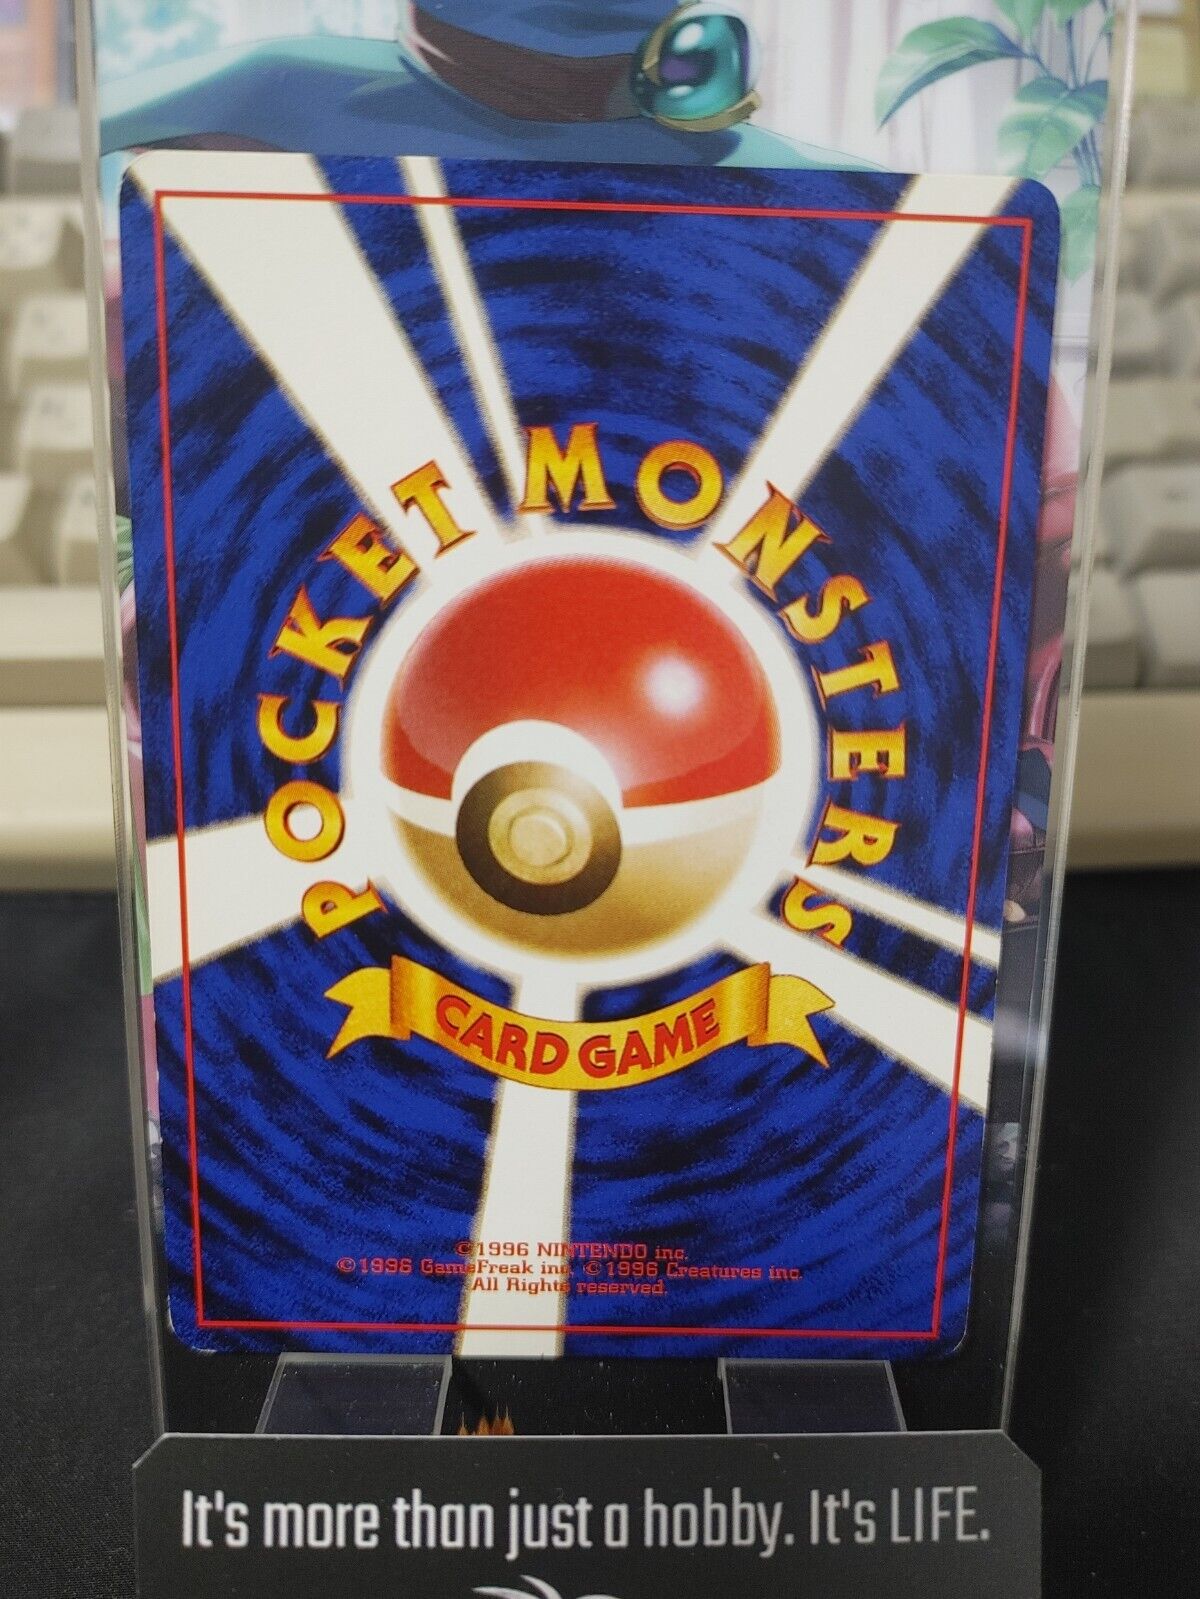 POCKET MONSTERS
CARD GAME
©1996 NINTENDO inc.
©1996 GameFreak inc. ©1996 Creatures inc.
All Rights reserved.
It's more than just a hobby. It's LIFE.